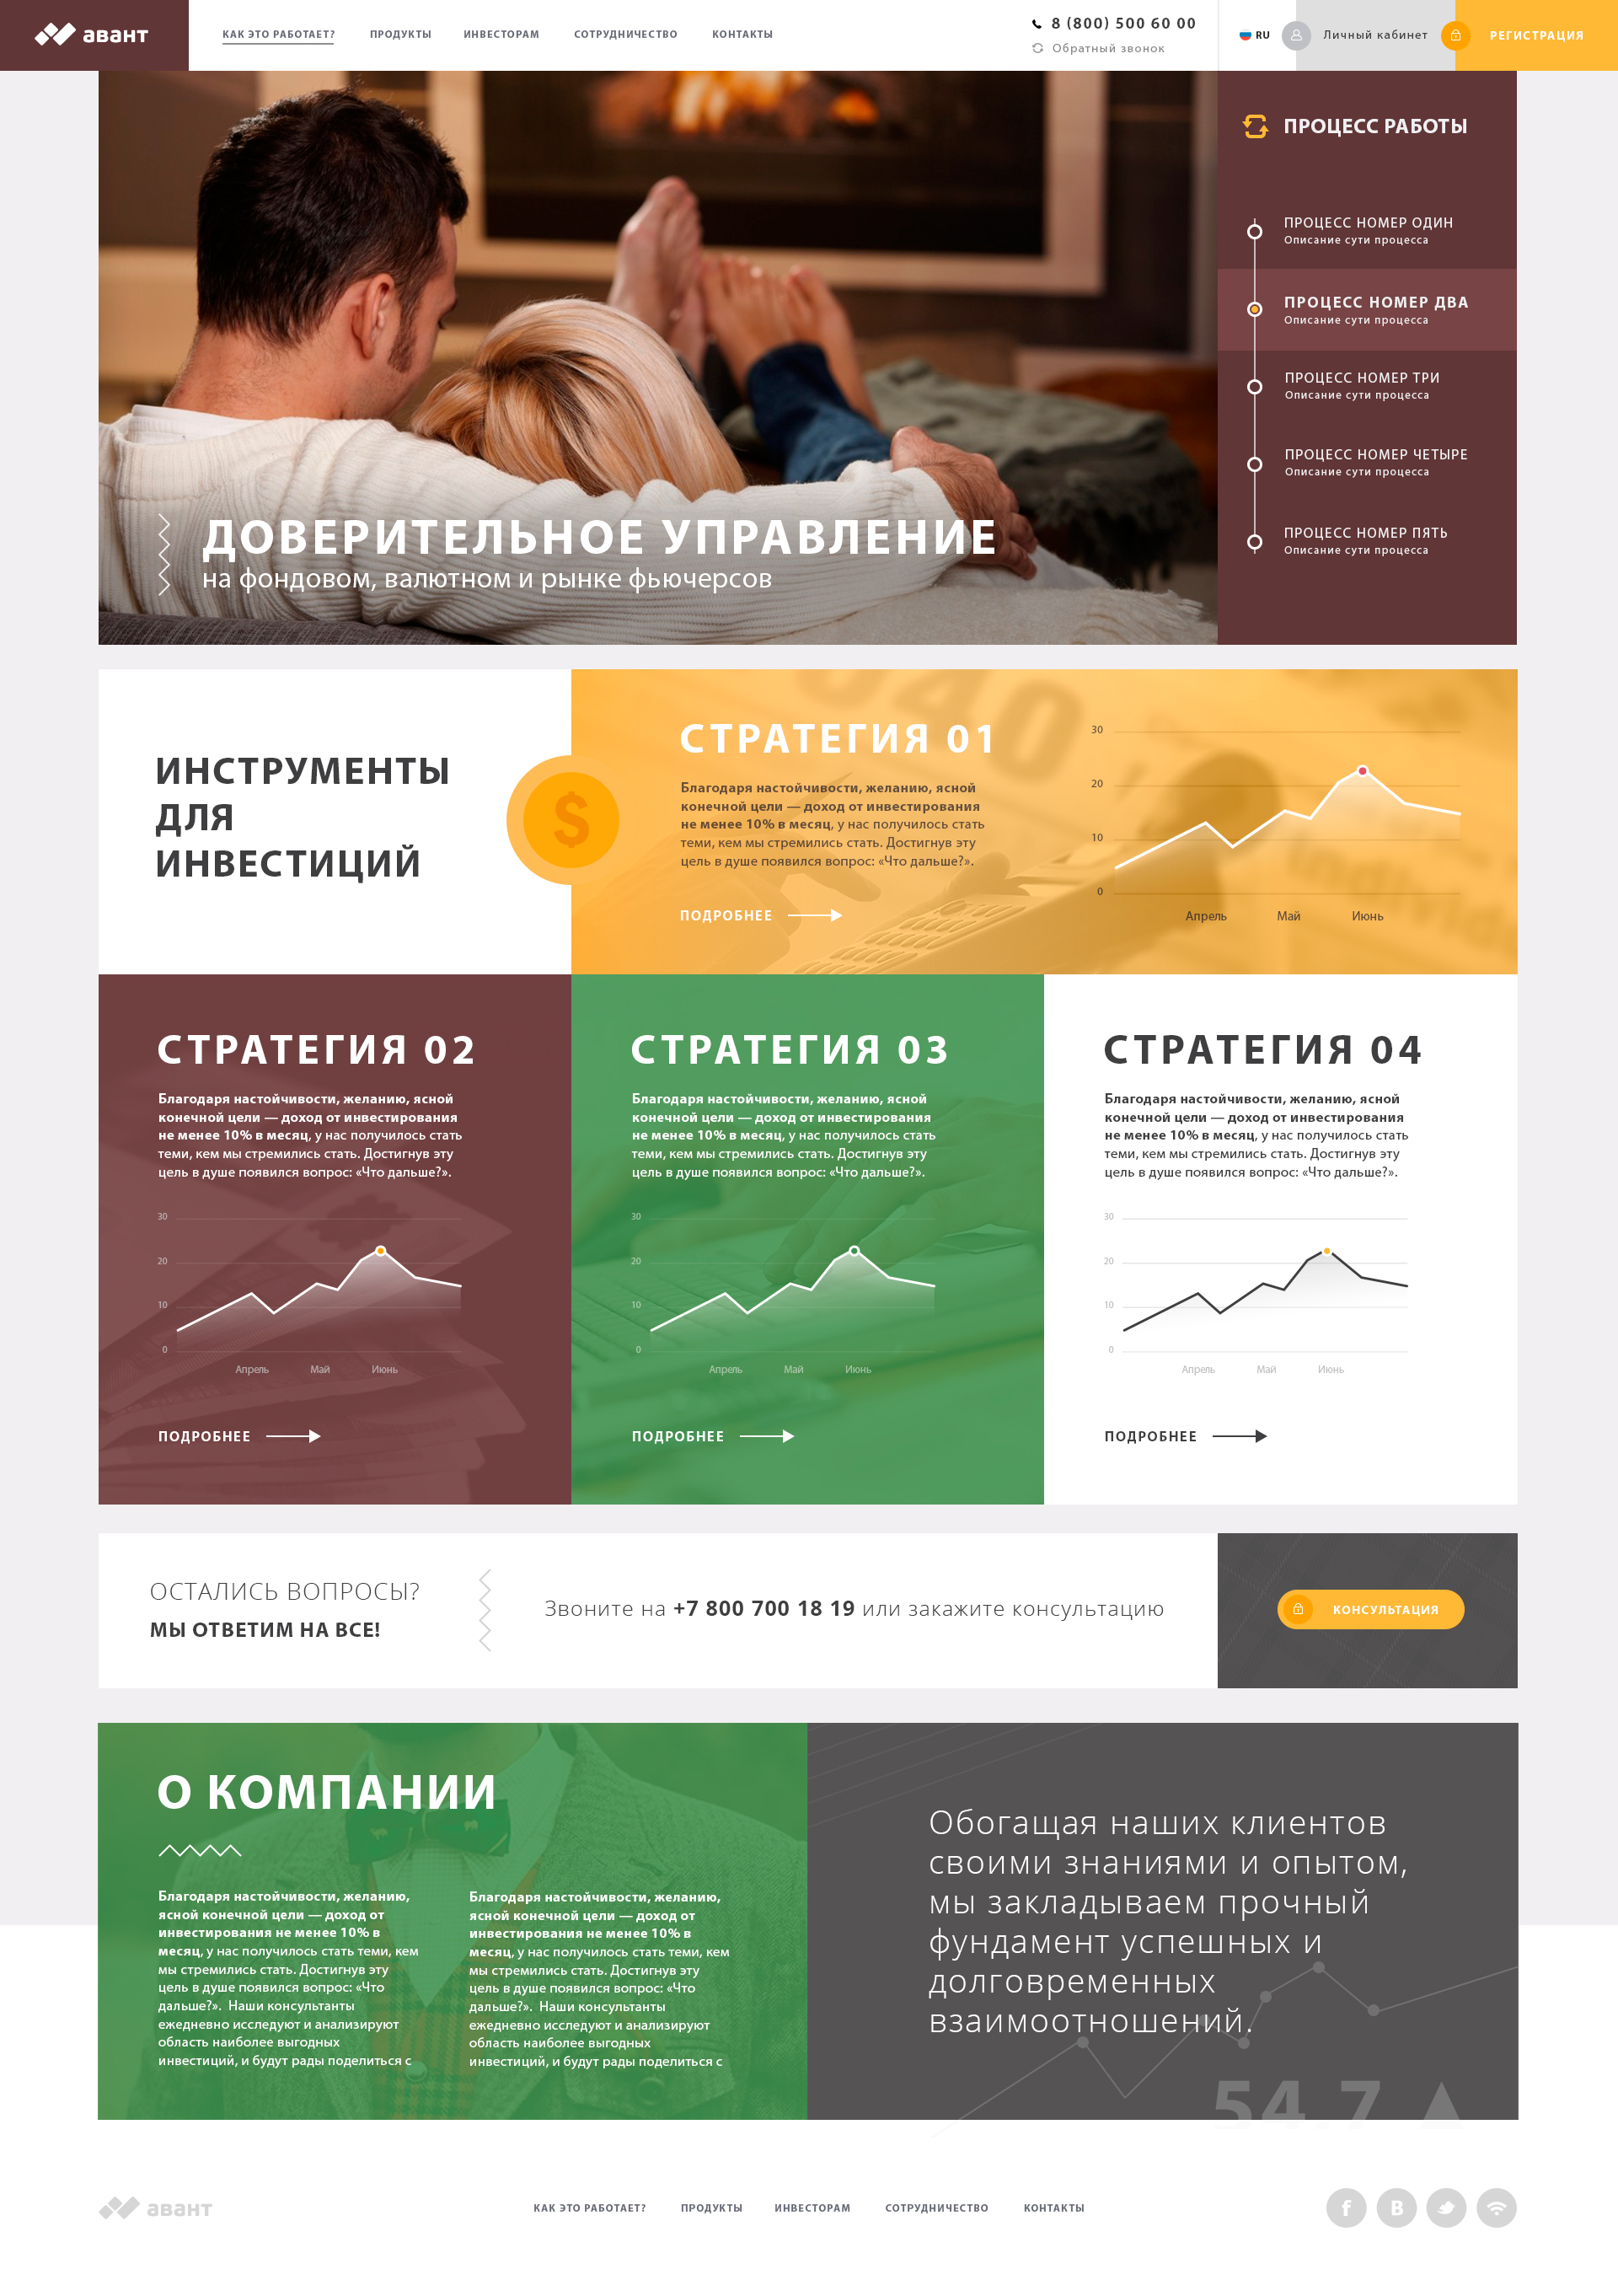 авант
КАК ЭТО РАБОТАЕТ? ПРОДУКТЫ ИНВЕСТОРАМ СОТРУДНИЧЕСТВО КОНТАКТЫ
8 (800) 500 60 00
Обратный звонок
RU
Личный кабинет
РЕГИСТРАЦИЯ
ДОВЕРИТЕЛЬНОЕ УПРАВЛЕНИЕ
на фондовом, валютном и рынке фьючерсов
ПРОЦЕСС РАБОТЫ
ПРОЦЕСС НОМЕР ОДИН
Описание сути процесса
ПРОЦЕСС НОМЕР ДВА
Описание сути процесса
ПРОЦЕСС НОМЕР ТРИ
Описание сути процесса
ПРОЦЕСС НОМЕР ЧЕТЫРЕ
Описание сути процесса
ПРОЦЕСС НОМЕР ПЯТЬ
Описание сути процесса
ИНСТРУМЕНТЫ
ДЛЯ
ИНВЕСТИЦИЙ
$
СТРАТЕГИЯ 01
Благодаря настойчивости, желанию, ясной
конечной цели — доход от инвестирования
не менее 10% в месяц, у нас получилось стать
теми, кем мы стремились стать. Достигнув эту
цель в душе появился вопрос: «Что дальше?».
ПОДРОБНЕЕ
30
20
10
0
Апрель Май Июнь
СТРАТЕГИЯ 02
Благодаря настойчивости, желанию, ясной
конечной цели — доход от инвестирования
не менее 10% в месяц, у нас получилось стать
теми, кем мы стремились стать. Достигнув эту
цель в душе появился вопрос: «Что дальше?».
30
20
10
0
Апрель Май Июнь
ПОДРОБНЕЕ
СТРАТЕГИЯ 03
Благодаря настойчивости, желанию, ясной
конечной цели — доход от инвестирования
не менее 10% в месяц, у нас получилось стать
теми, кем мы стремились стать. Достигнув эту
цель в душе появился вопрос: «Что дальше?».
30
20
10
0
Апрель Май Июнь
ПОДРОБНЕЕ
СТРАТЕГИЯ 04
Благодаря настойчивости, желанию, ясной
конечной цели — доход от инвестирования
не менее 10% в месяц, у нас получилось стать
теми, кем мы стремились стать. Достигнув эту
цель в душе появился вопрос: «Что дальше?».
30
20
10
0
Апрель Май Июнь
ПОДРОБНЕЕ
ОСТАЛИСЬ ВОПРОСЫ?
МЫ ОТВЕТИМ НА ВСЕ!
Звоните на +7 800 700 18 19 или закажите консультацию
КОНСУЛЬТАЦИЯ
О КОМПАНИИ
Благодаря настойчивости, желанию,
ясной конечной цели — доход от
инвестирования не менее 10% в
месяц, у нас получилось стать теми, кем
мы стремились стать. Достигнув эту
цель в душе появился вопрос: «Что
дальше?».  Наши консультанты
ежедневно исследуют и анализируют
область наиболее выгодных
инвестиций, и будут рады поделиться с
Благодаря настойчивости, желанию,
ясной конечной цели — доход от
инвестирования не менее 10% в
месяц, у нас получилось стать теми, кем
мы стремились стать. Достигнув эту
цель в душе появился вопрос: «Что
дальше?».  Наши консультанты
ежедневно исследуют и анализируют
область наиболее выгодных
инвестиций, и будут рады поделиться с
Обогащая наших клиентов
своими знаниями и опытом,
мы закладываем прочный
фундамент успешных и
долговременных
взаимоотношений.
54.7
авант
КАК ЭТО РАБОТАЕТ? ПРОДУКТЫ ИНВЕСТОРАМ СОТРУДНИЧЕСТВО КОНТАКТЫ
f
B